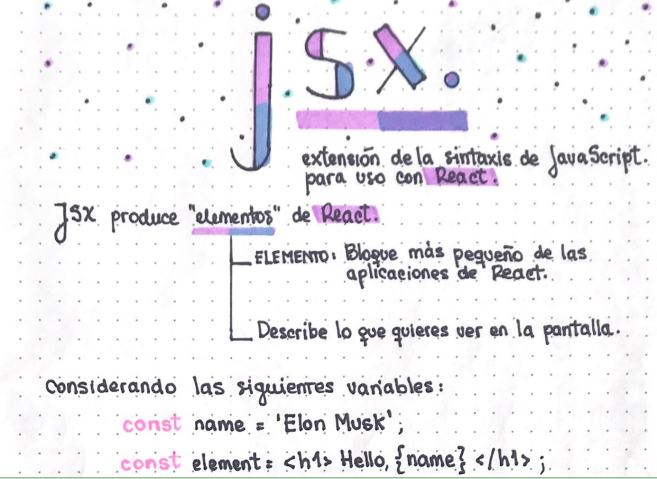 jsx.
extensión de la sintaxis de JavaScript.
para uso con React.
JSX produce "elementos" de React.
ELEMENTO: Bloque más pequeño de las
aplicaciones de React.
Describe lo que quieres ver en la pantalla.
Considerando las siguientes variables:
const name = 'Elon Musk';
const element = <h1> Hello, {name} </h1>;